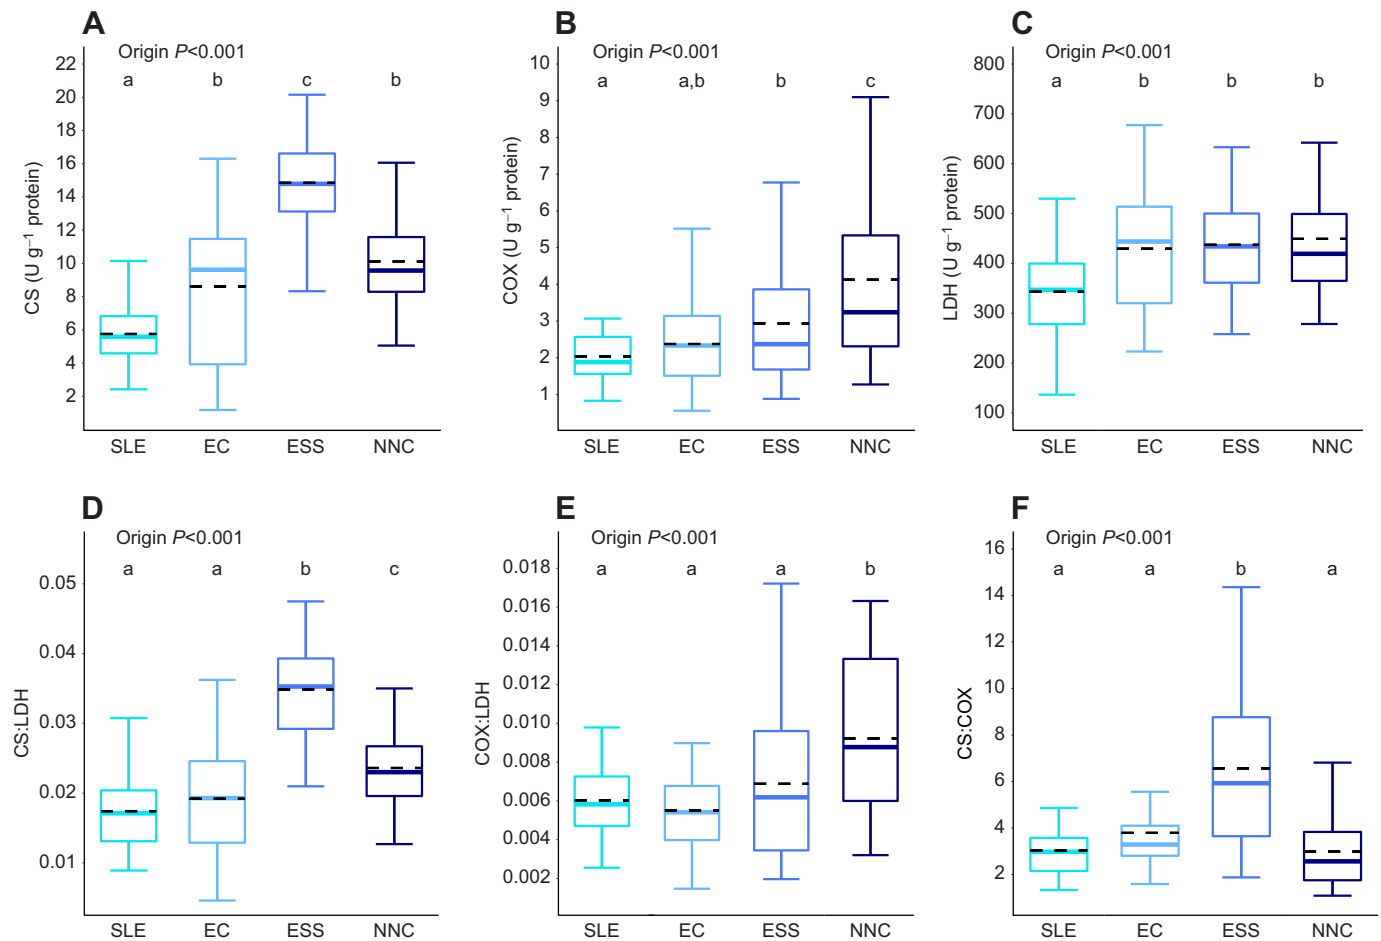 A
Origin P<0.001
a b c b
CS (U g⁻¹ protein)
22
20
18
16
14
12
10
8
6
4
2
SLE EC ESS NNC
B
Origin P<0.001
a a,b b c
COX (U g⁻¹ protein)
10
9
8
7
6
5
4
3
2
1
SLE EC ESS NNC
C
Origin P<0.001
a b b b
LDH (U g⁻¹ protein)
800
700
600
500
400
300
200
100
SLE EC ESS NNC
D
Origin P<0.001
a a b c
CS:LDH
0.05
0.04
0.03
0.02
0.01
SLE EC ESS NNC
E
Origin P<0.001
a a a b
COX:LDH
0.018
0.016
0.014
0.012
0.010
0.008
0.006
0.004
0.002
SLE EC ESS NNC
F
Origin P<0.001
a a b a
CS:COX
16
14
12
10
8
6
4
2
SLE EC ESS NNC